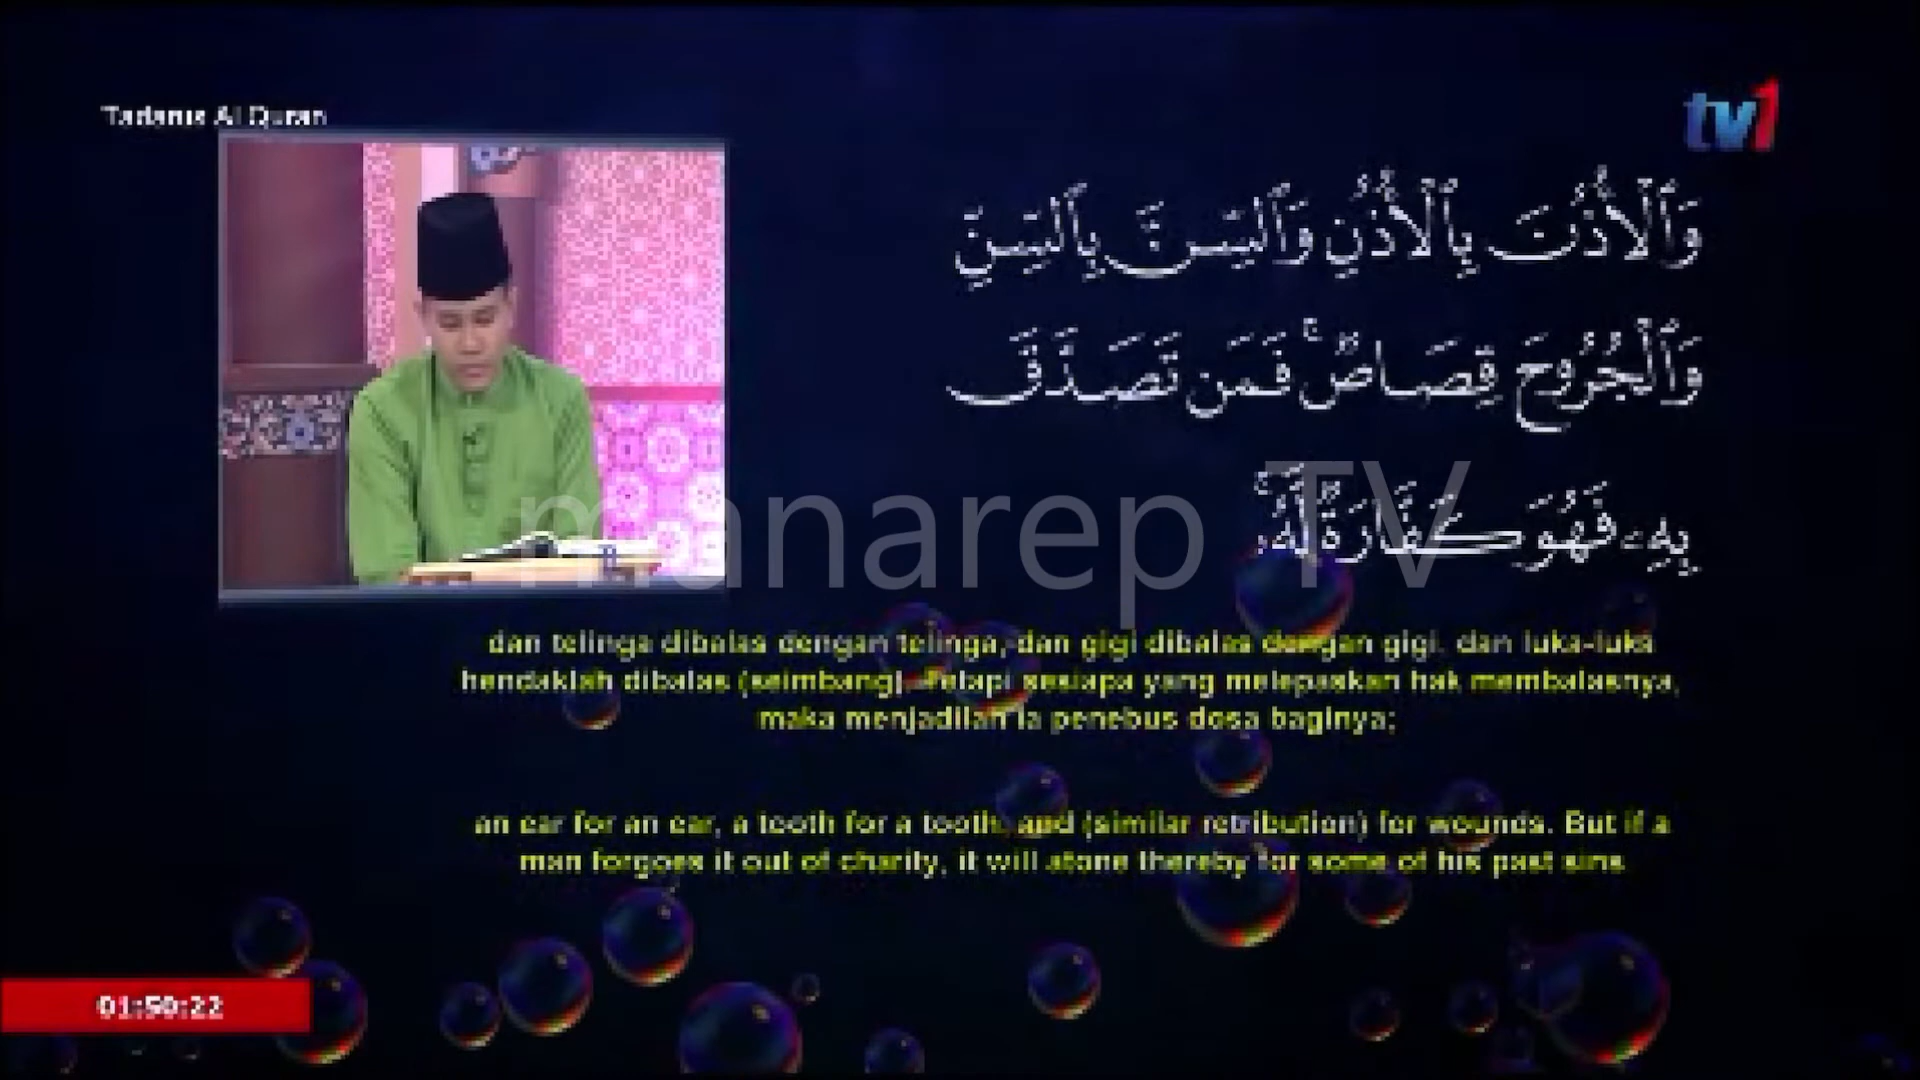 Tadarus Al Quran
tv1
وَٱلْأُذُنَ بِٱلْأُذُنِ وَٱلسِّنَّ بِٱلسِّنِّ
وَٱلْجُرُوحَ قِصَاصٌ ۚ فَمَن تَصَدَّقَ
بِهِۦ فَهُوَ كَفَّارَةٌ لَّهُۥ ۚ
manarep TV
dan telinga dibalas dengan telinga, dan gigi dibalas dengan gigi, dan luka-luka
hendaklah dibalas (seimbang). Tetapi sesiapa yang melepaskan hak membalasnya,
maka menjadilah ia penebus dosa baginya;
an ear for an ear, a tooth for a tooth, and (similar retribution) for wounds. But if a
man forgoes it out of charity, it will atone thereby for some of his past sins
01:50:22